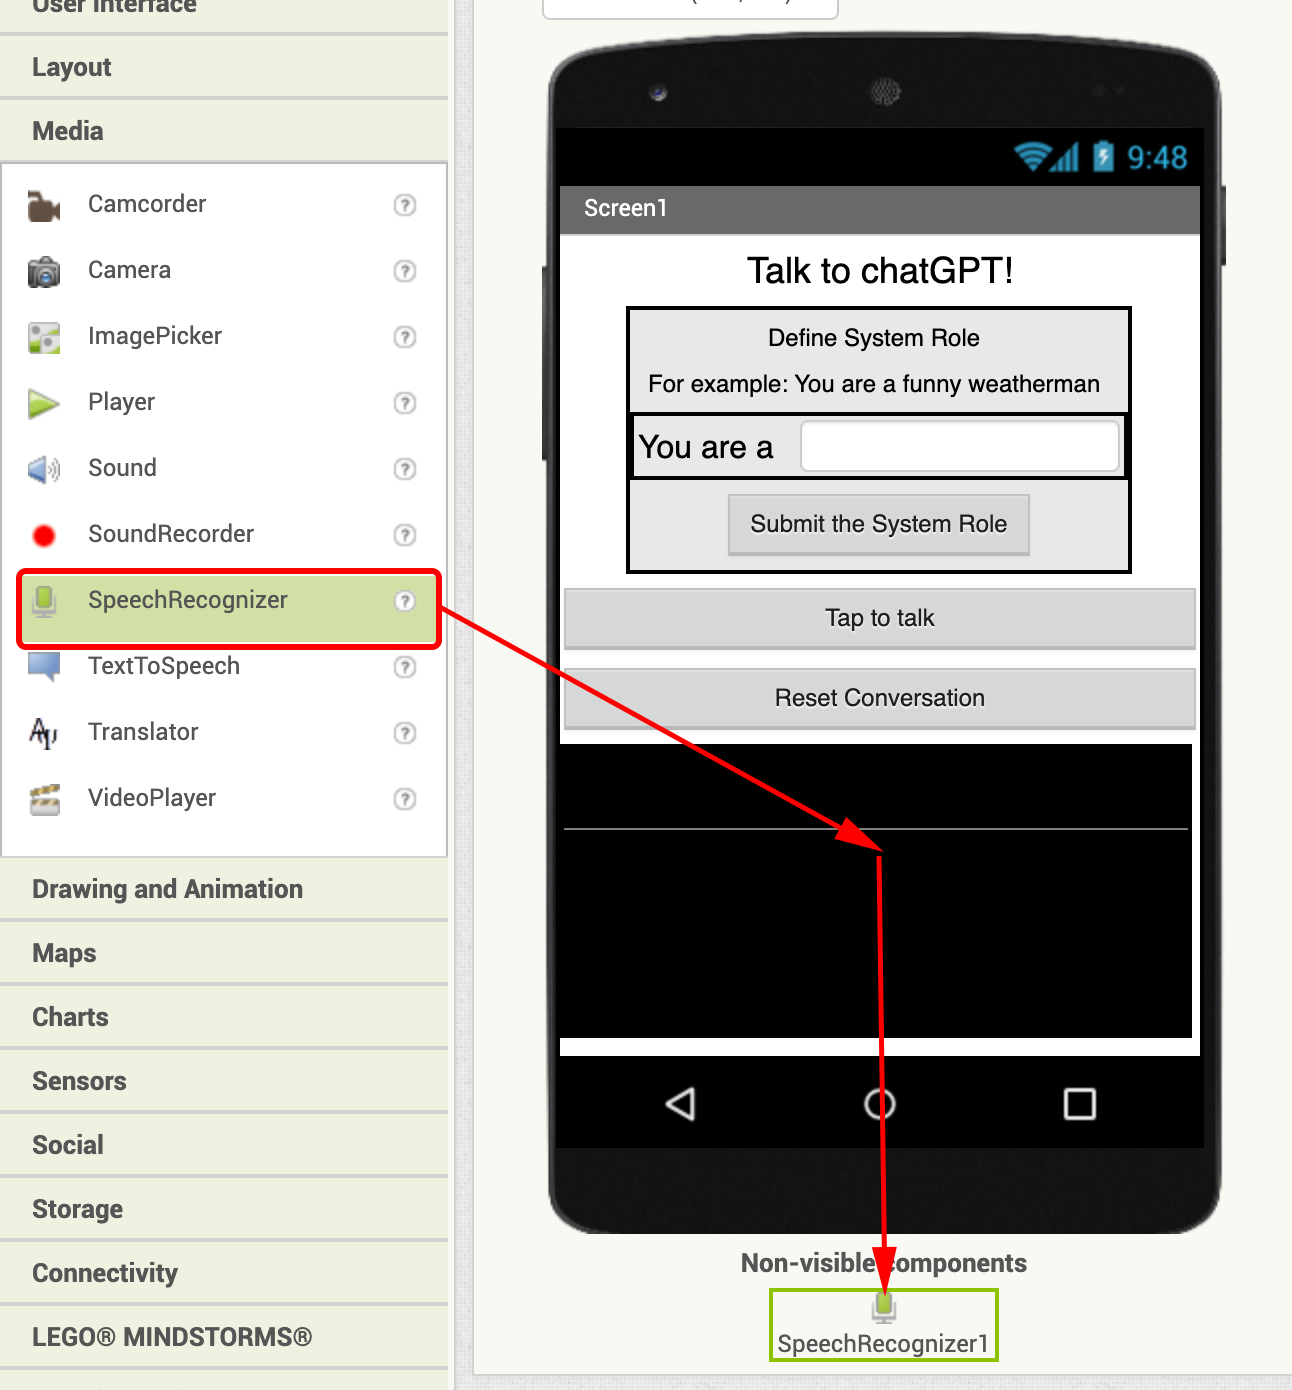 User Interface
Layout
Media
Camcorder ?
Camera ?
ImagePicker ?
Player ?
Sound ?
SoundRecorder ?
SpeechRecognizer ?
TextToSpeech ?
Translator ?
VideoPlayer ?
Drawing and Animation
Maps
Charts
Sensors
Social
Storage
Connectivity
LEGO® MINDSTORMS®
9:48
Screen1
Talk to chatGPT!
Define System Role
For example: You are a funny weatherman
You are a
Submit the System Role
Tap to talk
Reset Conversation
Non-visible components
SpeechRecognizer1